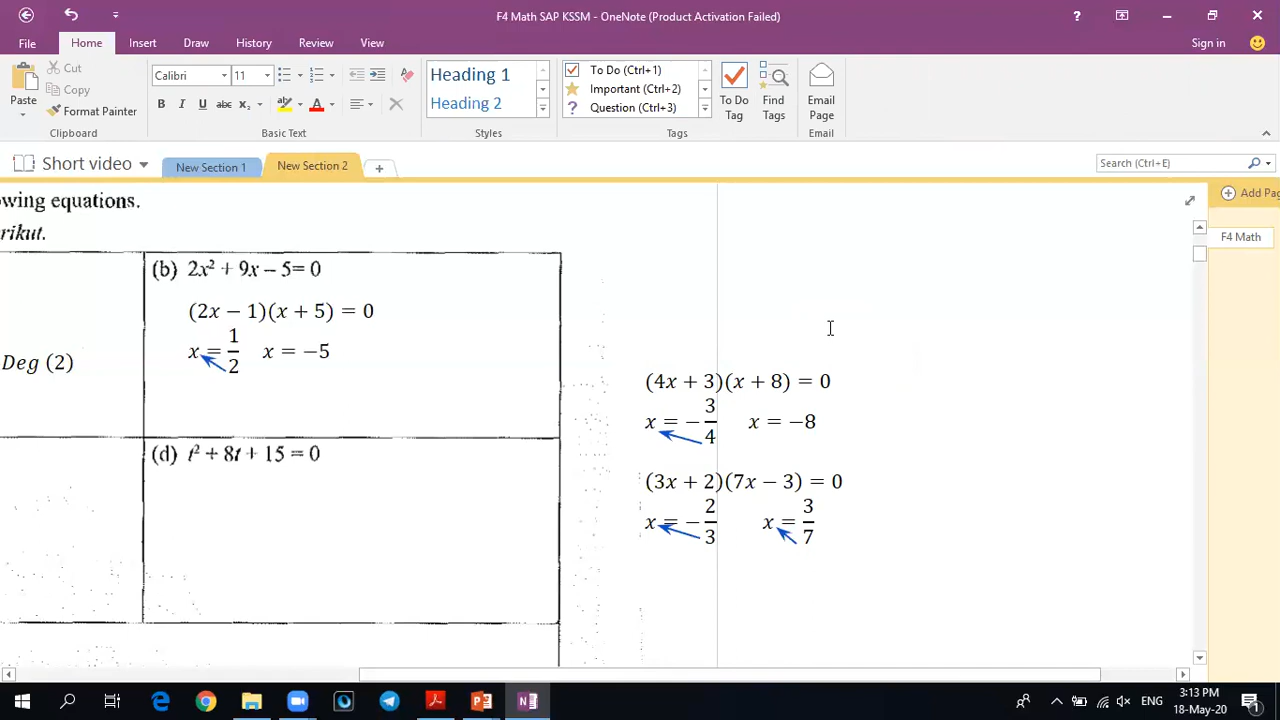 F4 Math SAP KSSM - OneNote (Product Activation Failed)
File Home Insert Draw History Review View Sign in
Cut
Copy
Format Painter
Paste
Clipboard
Calibri 11
B I U abc x₂ A
Basic Text
Heading 1
Heading 2
Styles
To Do (Ctrl+1)
Important (Ctrl+2)
Question (Ctrl+3)
Tags
To Do Tag
Find Tags
Email Page
Email
Short video New Section 1 New Section 2 Search (Ctrl+E)
Add Pag
F4 Math
owing equations.
rikut.
(b) 2x² + 9x – 5= 0
(2x − 1)(x + 5) = 0
x = 1/2 x = −5
Deg (2)
(d) t² + 8t + 15 = 0
(4x + 3)(x + 8) = 0
x = −3/4 x = −8
(3x + 2)(7x − 3) = 0
x = −2/3 x = 3/7
ENG
3:13 PM
18-May-20